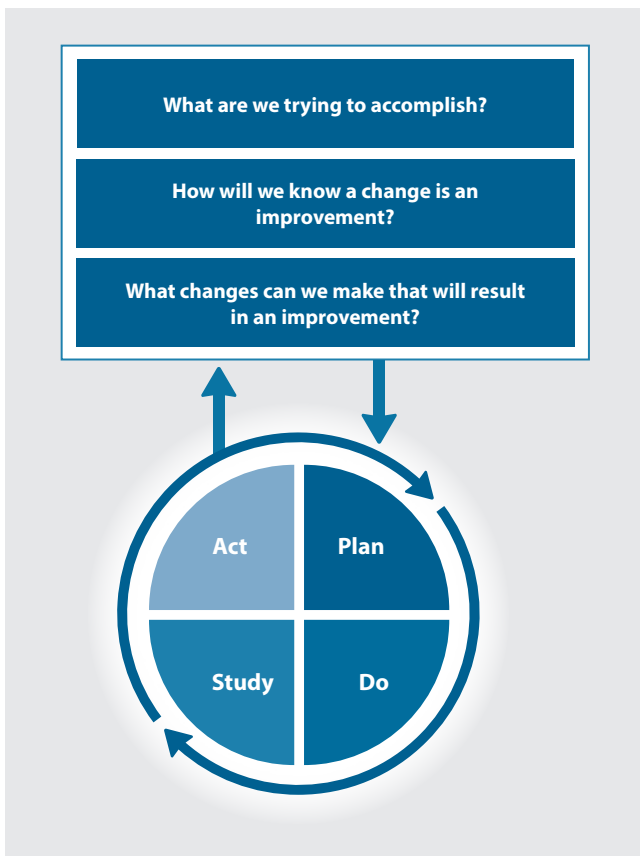 What are we trying to accomplish?
How will we know a change is an
improvement?
What changes can we make that will result
in an improvement?
Act
Plan
Study
Do